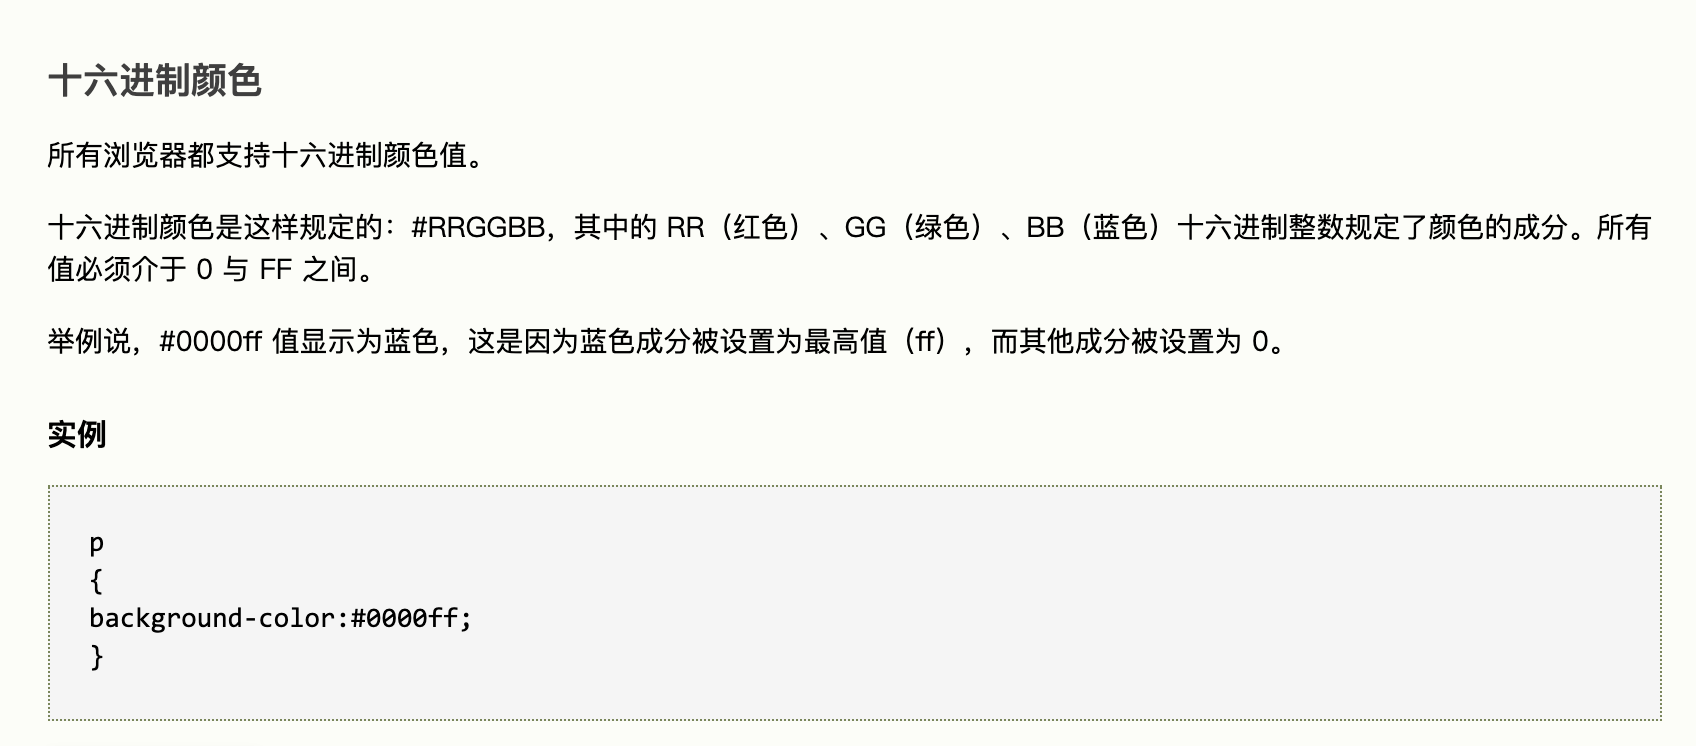 十六进制颜色
所有浏览器都支持十六进制颜色值。
十六进制颜色是这样规定的：#RRGGBB，其中的 RR（红色）、GG（绿色）、BB（蓝色）十六进制整数规定了颜色的成分。所有
值必须介于 0 与 FF 之间。
举例说，#0000ff 值显示为蓝色，这是因为蓝色成分被设置为最高值（ff），而其他成分被设置为 0。
实例
p
{
background-color:#0000ff;
}